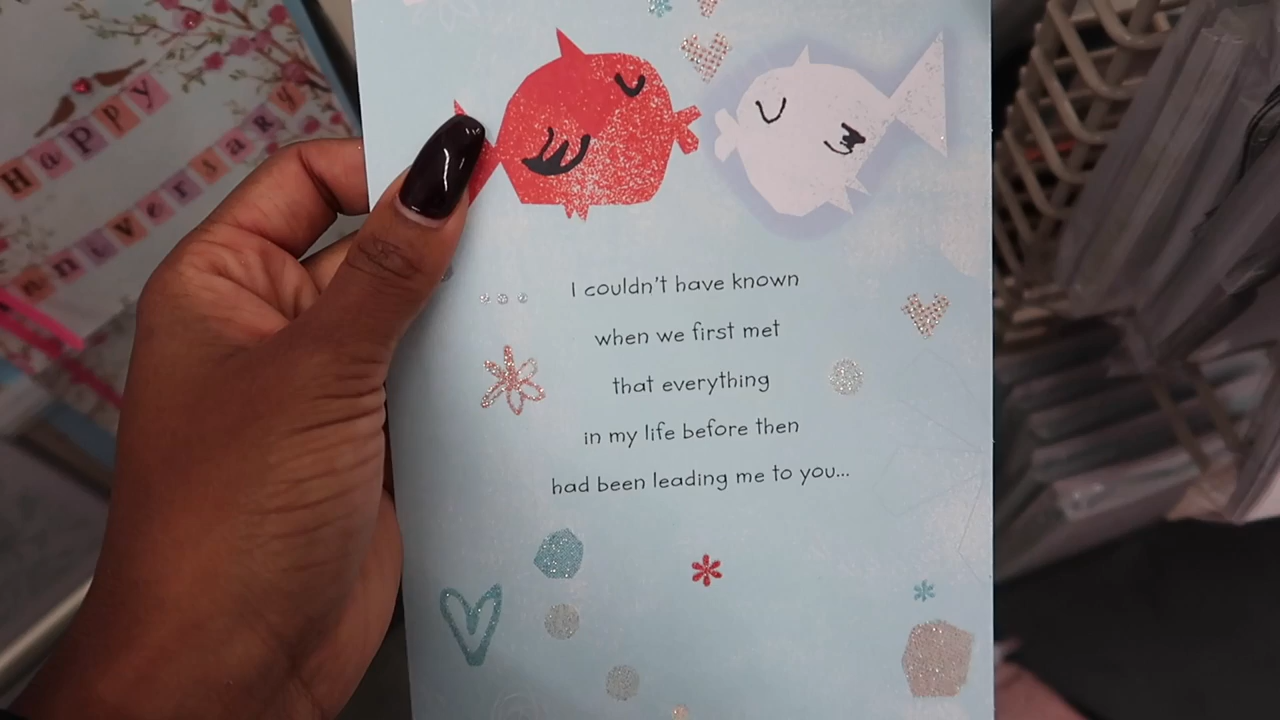 Happy
anniversary
I couldn't have known
when we first met
that everything
in my life before then
had been leading me to you...